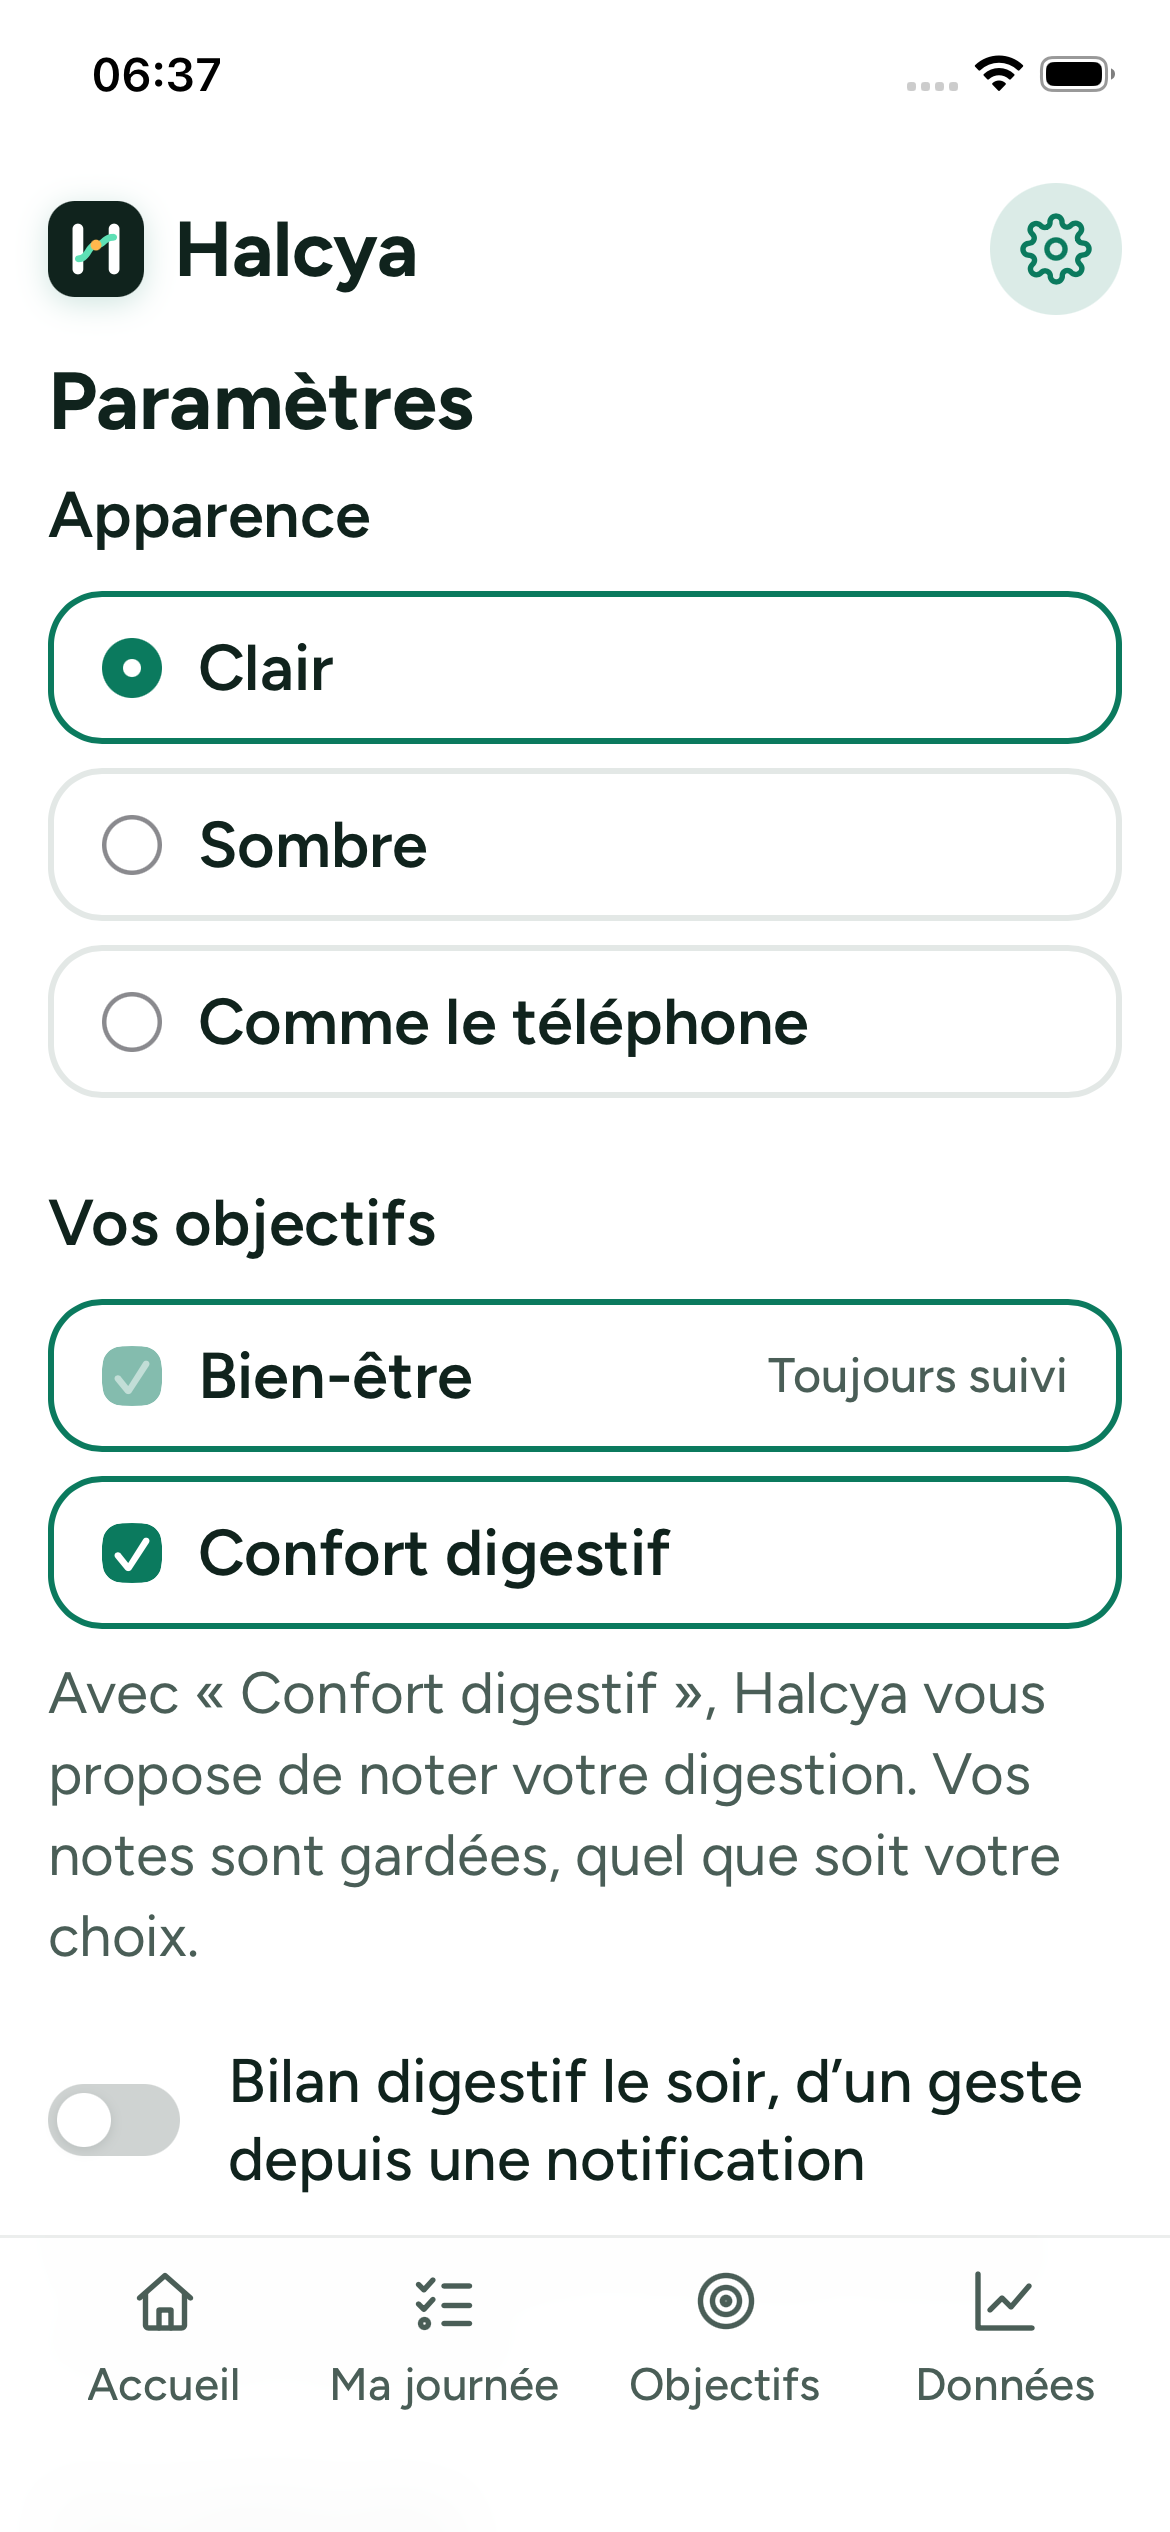 06:37
Halcya
Paramètres
Apparence
Clair
Sombre
Comme le téléphone
Vos objectifs
Bien-être
Toujours suivi
Confort digestif
Avec « Confort digestif », Halcya vous
propose de noter votre digestion. Vos
notes sont gardées, quel que soit votre
choix.
Bilan digestif le soir, d’un geste
depuis une notification
Accueil
Ma journée
Objectifs
Données